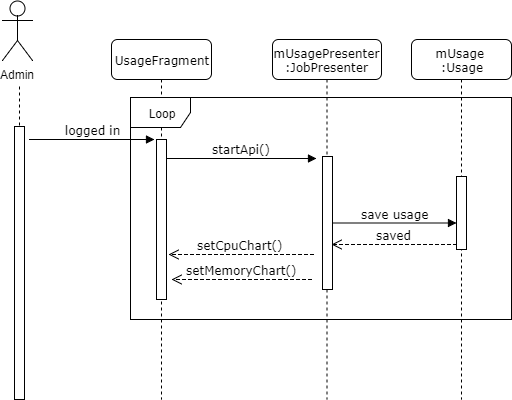 Admin
UsageFragment
mUsagePresenter
:JobPresenter
mUsage
:Usage
Loop
logged in
startApi()
save usage
saved
setCpuChart()
setMemoryChart()